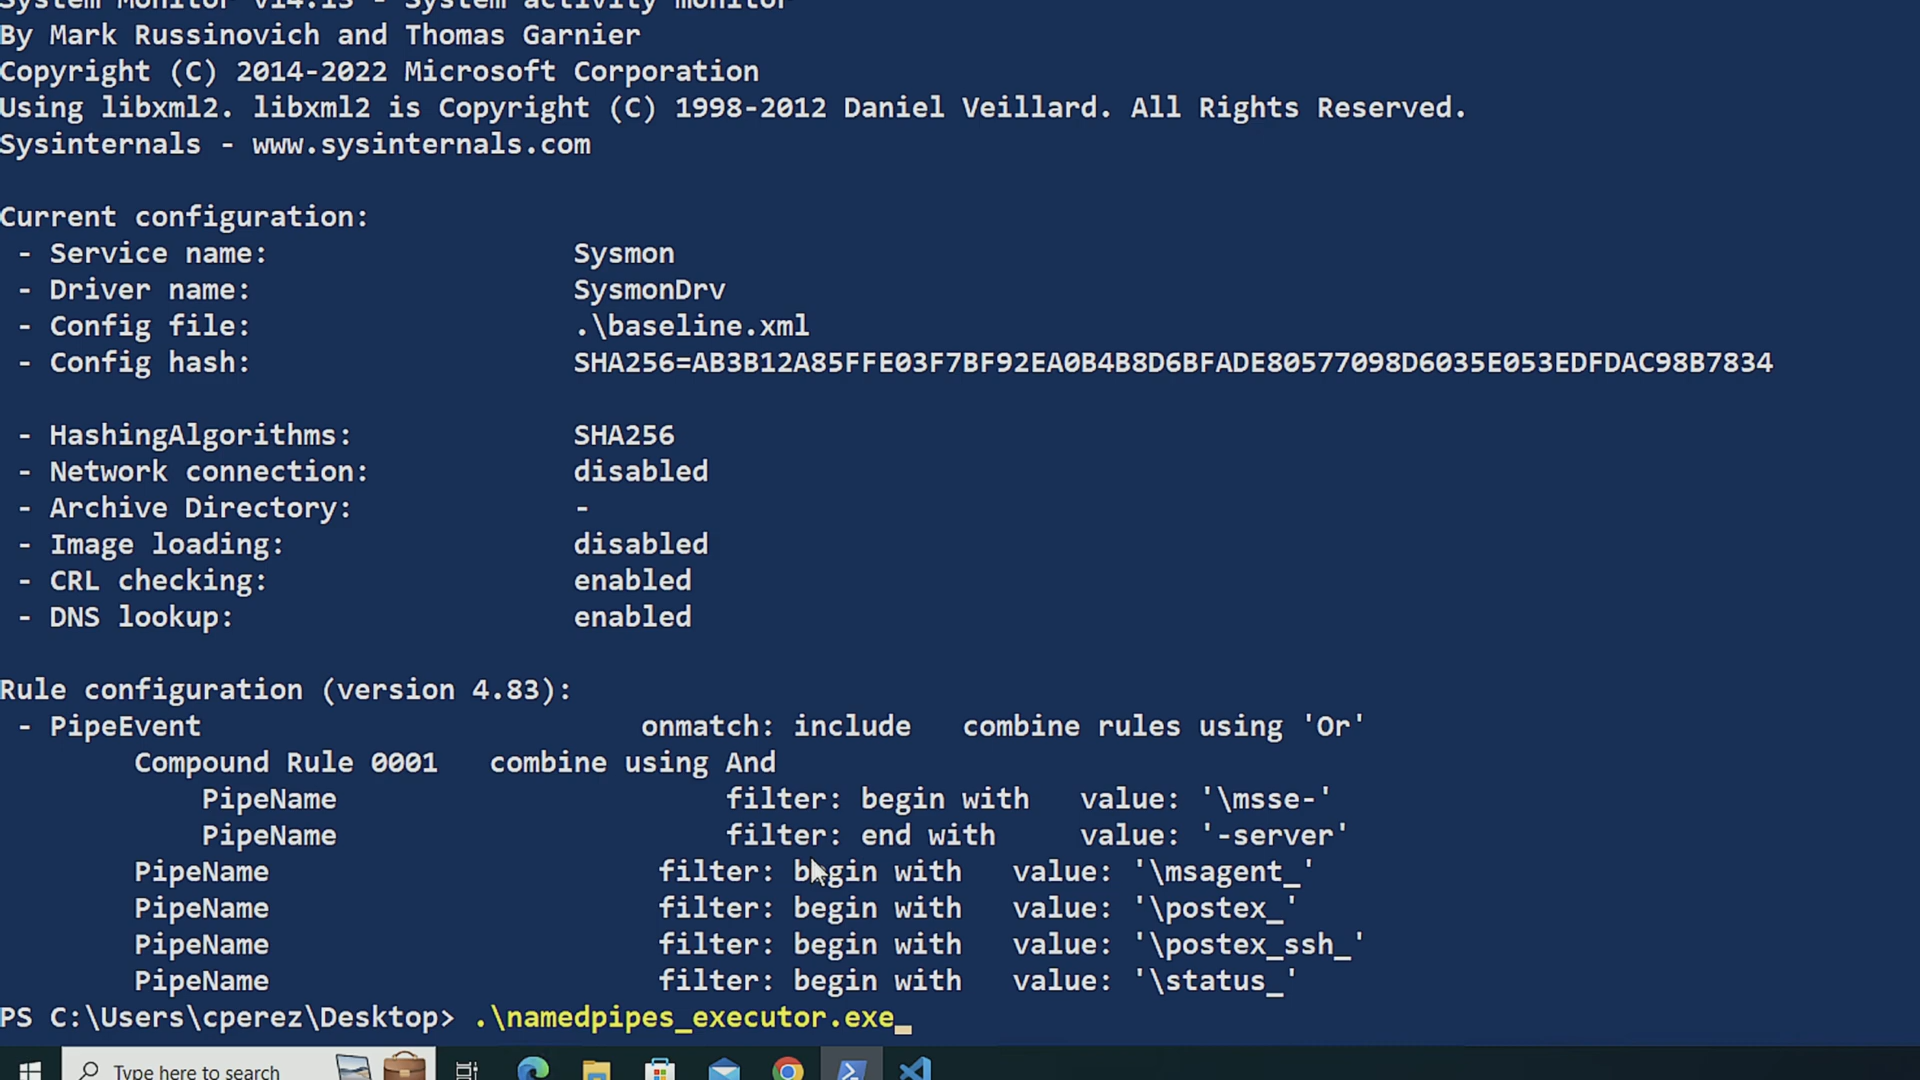 System Monitor v14.13 - System activity monitor
By Mark Russinovich and Thomas Garnier
Copyright (C) 2014-2022 Microsoft Corporation
Using libxml2. libxml2 is Copyright (C) 1998-2012 Daniel Veillard. All Rights Reserved.
Sysinternals - www.sysinternals.com
Current configuration:
- Service name: Sysmon
- Driver name: SysmonDrv
- Config file: .\baseline.xml
- Config hash: SHA256=AB3B12A85FFE03F7BF92EA0B4B8D6BFADE80577098D6035E053EDFDAC98B7834
- HashingAlgorithms: SHA256
- Network connection: disabled
- Archive Directory: -
- Image loading: disabled
- CRL checking: enabled
- DNS lookup: enabled
Rule configuration (version 4.83):
- PipeEvent onmatch: include combine rules using 'Or'
Compound Rule 0001 combine using And
PipeName filter: begin with value: '\msse-'
PipeName filter: end with value: '-server'
PipeName filter: begin with value: '\msagent_'
PipeName filter: begin with value: '\postex_'
PipeName filter: begin with value: '\postex_ssh_'
PipeName filter: begin with value: '\status_'
PS C:\Users\cperez\Desktop> .\namedpipes_executor.exe
Type here to search